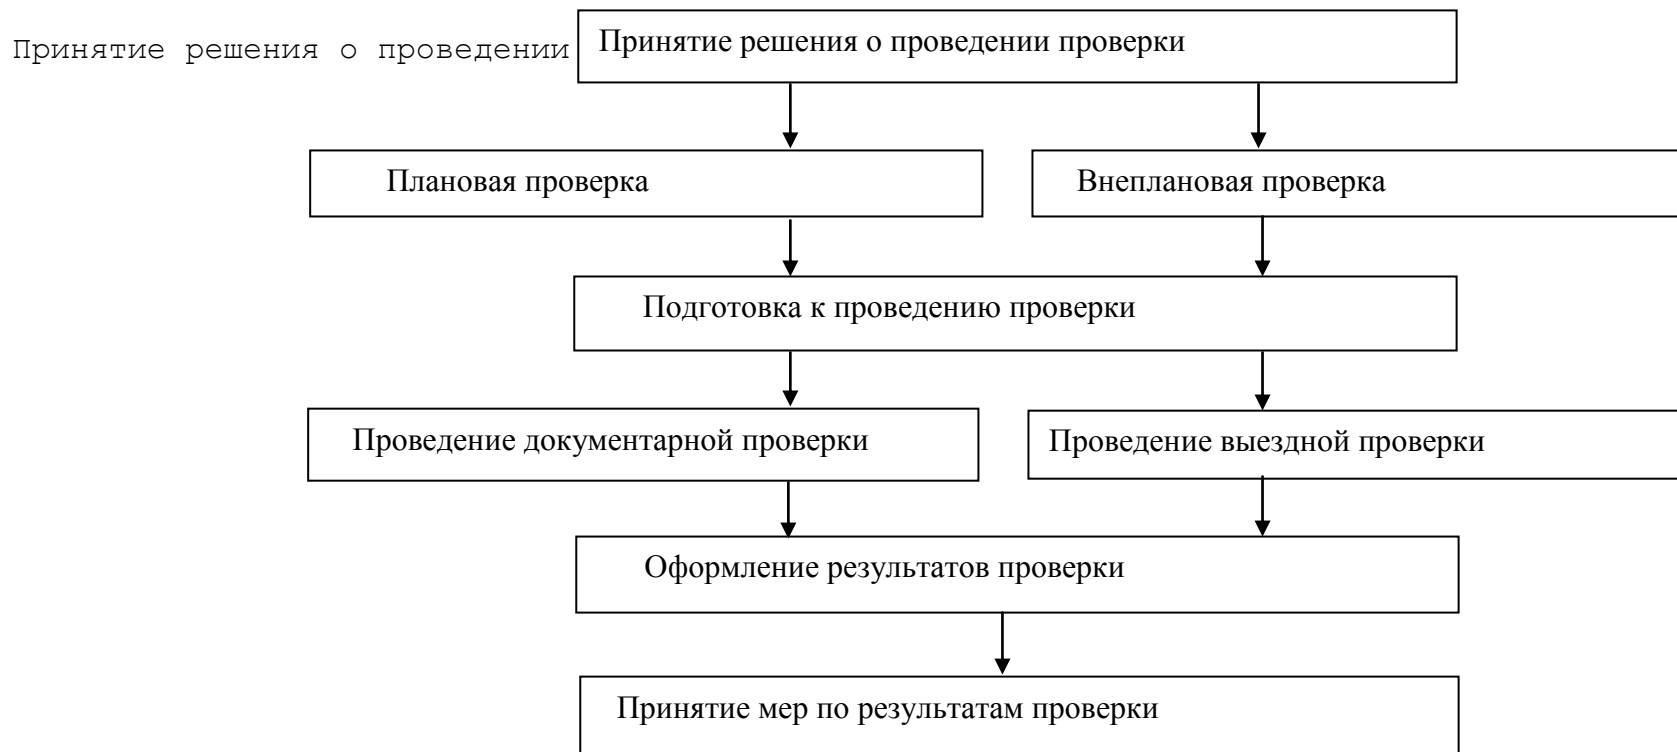 Принятие решения о проведении
Принятие решения о проведении проверки
Плановая проверка
Внеплановая проверка
Подготовка к проведению проверки
Проведение документарной проверки
Проведение выездной проверки
Оформление результатов проверки
Принятие мер по результатам проверки